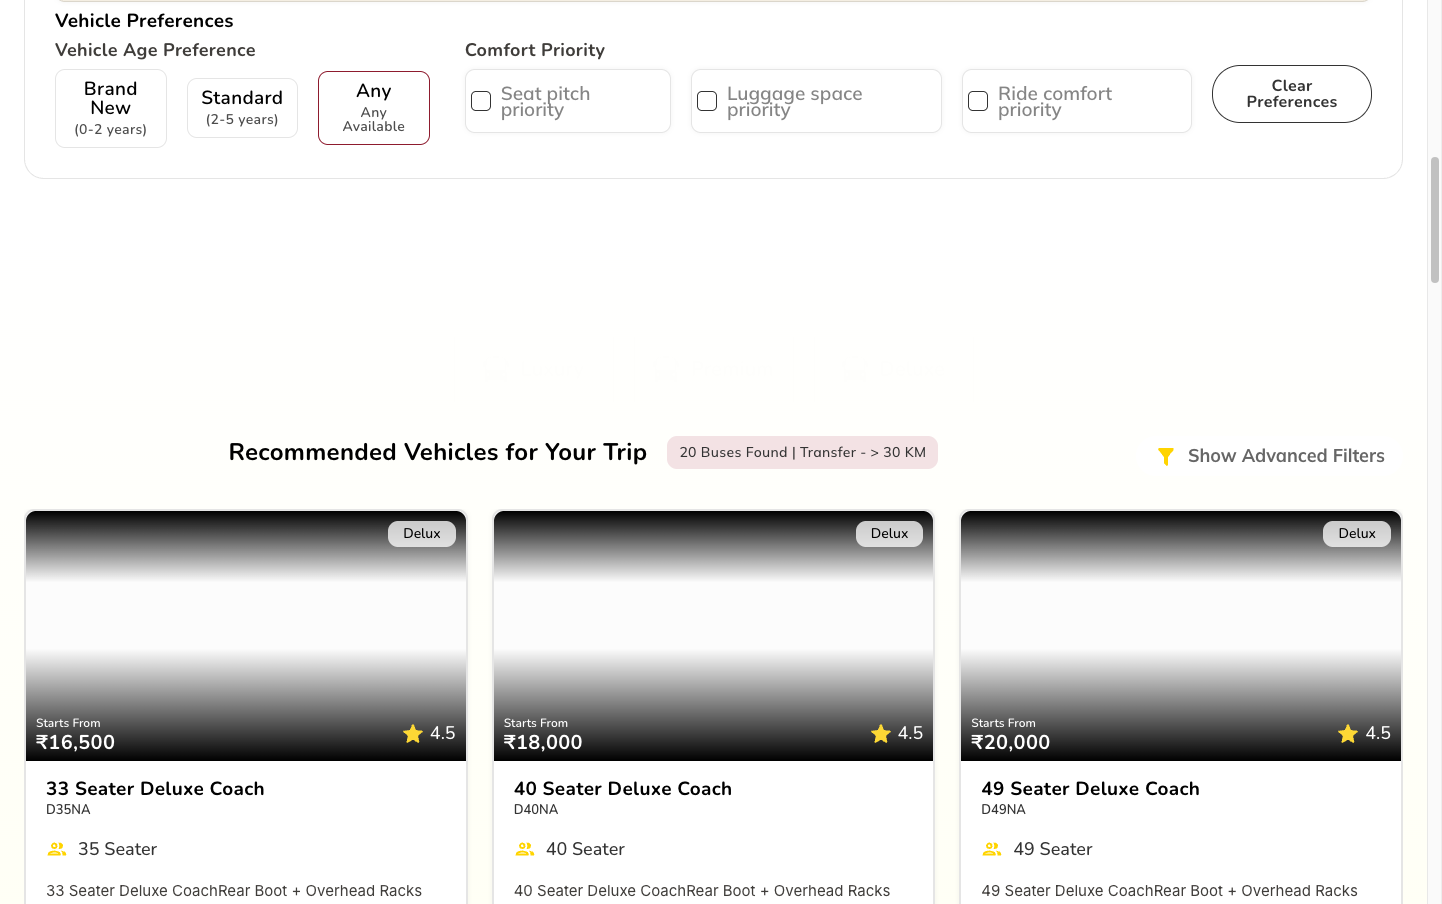 Vehicle Preferences
Vehicle Age Preference
Comfort Priority
Brand
New
(0-2 years)
Standard
(2-5 years)
Any
Any
Available
Seat pitch
priority
Luggage space
priority
Ride comfort
priority
Clear
Preferences
Recommended Vehicles for Your Trip
20 Buses Found | Transfer - > 30 KM
Show Advanced Filters
Delux
Starts From
₹16,500
4.5
33 Seater Deluxe Coach
D35NA
35 Seater
33 Seater Deluxe CoachRear Boot + Overhead Racks
Delux
Starts From
₹18,000
4.5
40 Seater Deluxe Coach
D40NA
40 Seater
40 Seater Deluxe CoachRear Boot + Overhead Racks
Delux
Starts From
₹20,000
4.5
49 Seater Deluxe Coach
D49NA
49 Seater
49 Seater Deluxe CoachRear Boot + Overhead Racks